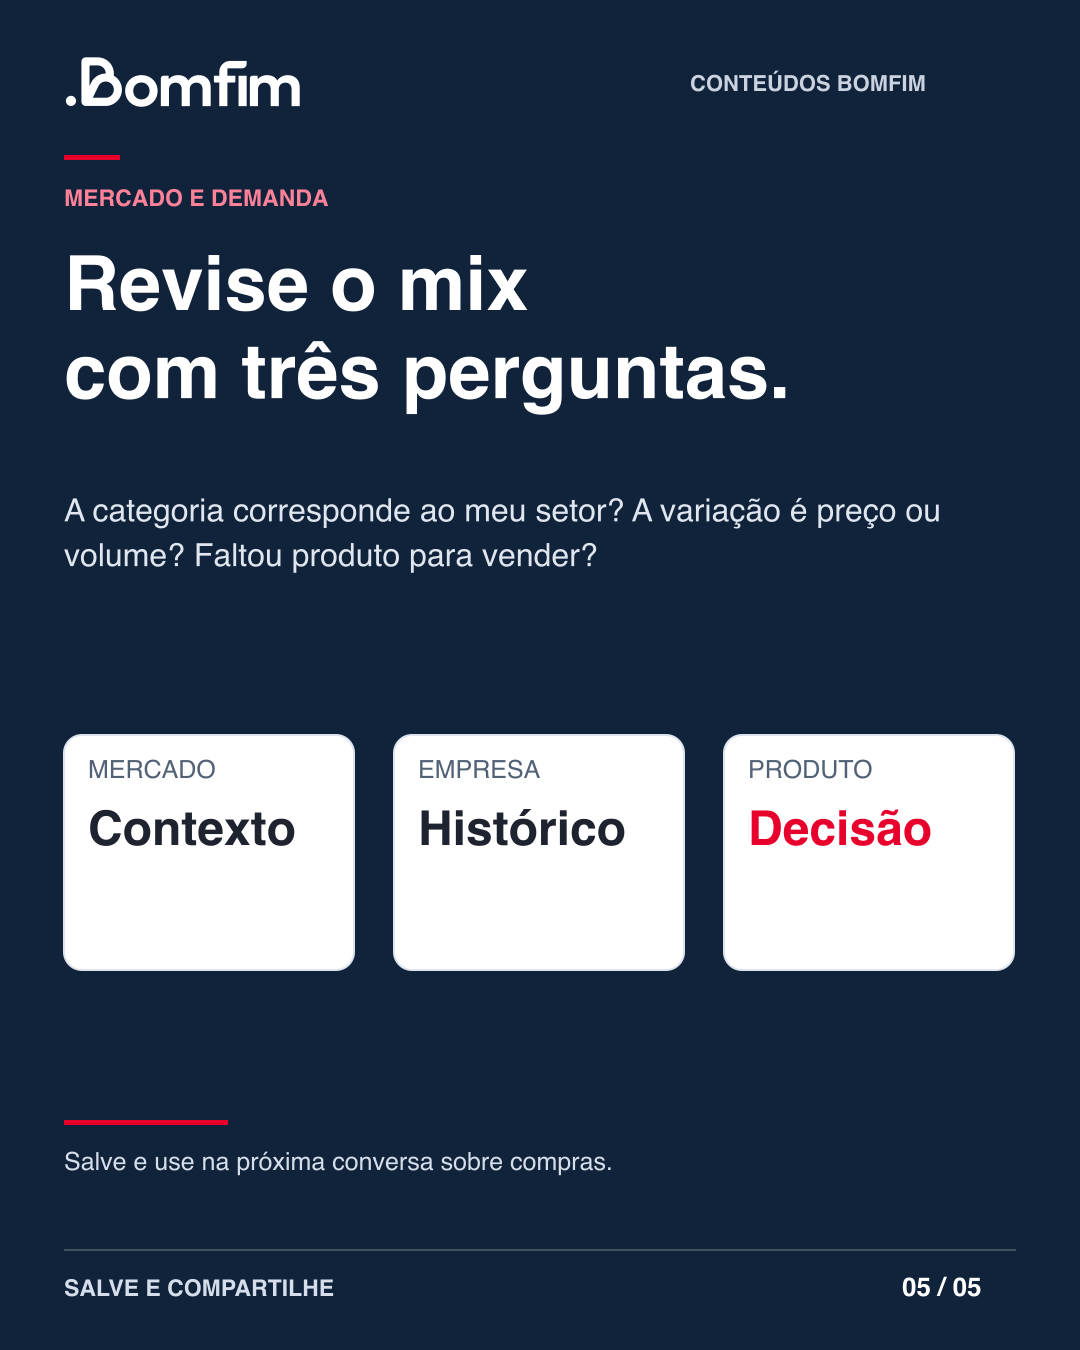 .Bomfim
CONTEÚDOS BOMFIM
MERCADO E DEMANDA
Revise o mix
com três perguntas.
A categoria corresponde ao meu setor? A variação é preço ou
volume? Faltou produto para vender?
MERCADO
Contexto
EMPRESA
Histórico
PRODUTO
Decisão
Salve e use na próxima conversa sobre compras.
SALVE E COMPARTILHE
05 / 05